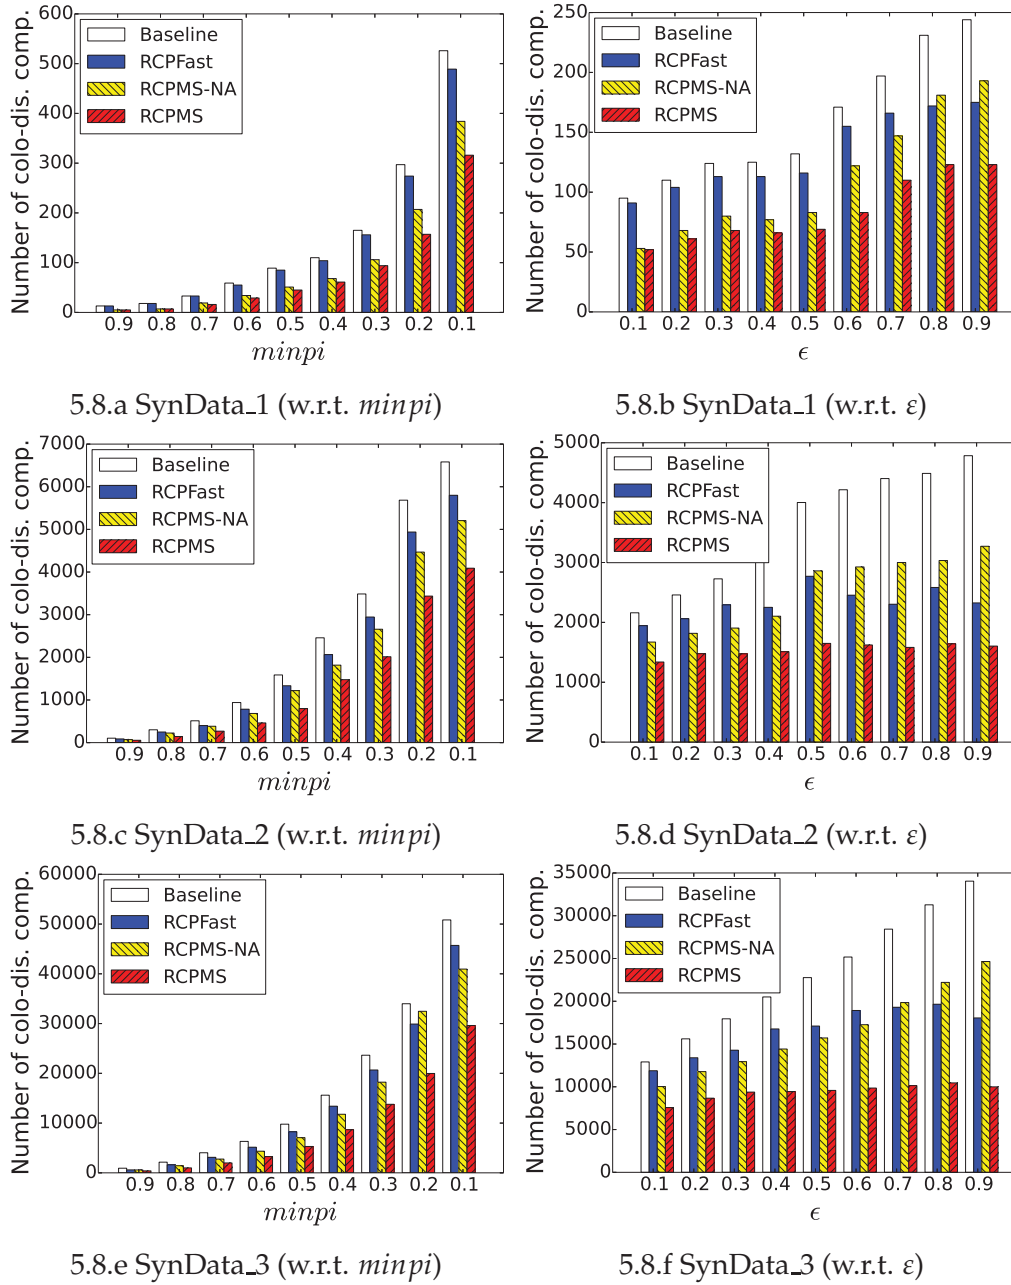 Number of colo-dis. comp.
600
500
400
300
200
100
0
Baseline
RCPFast
RCPMS-NA
RCPMS
0.9 0.8 0.7 0.6 0.5 0.4 0.3 0.2 0.1
minpi
5.8.a SynData_1 (w.r.t. minpi)
Number of colo-dis. comp.
250
200
150
100
50
0
Baseline
RCPFast
RCPMS-NA
RCPMS
0.1 0.2 0.3 0.4 0.5 0.6 0.7 0.8 0.9
ϵ
5.8.b SynData_1 (w.r.t. ε)
Number of colo-dis. comp.
7000
6000
5000
4000
3000
2000
1000
0
Baseline
RCPFast
RCPMS-NA
RCPMS
0.9 0.8 0.7 0.6 0.5 0.4 0.3 0.2 0.1
minpi
5.8.c SynData_2 (w.r.t. minpi)
Number of colo-dis. comp.
5000
4000
3000
2000
1000
0
Baseline
RCPFast
RCPMS-NA
RCPMS
0.1 0.2 0.3 0.4 0.5 0.6 0.7 0.8 0.9
ϵ
5.8.d SynData_2 (w.r.t. ε)
Number of colo-dis. comp.
60000
50000
40000
30000
20000
10000
0
Baseline
RCPFast
RCPMS-NA
RCPMS
0.9 0.8 0.7 0.6 0.5 0.4 0.3 0.2 0.1
minpi
5.8.e SynData_3 (w.r.t. minpi)
Number of colo-dis. comp.
35000
30000
25000
20000
15000
10000
5000
0
Baseline
RCPFast
RCPMS-NA
RCPMS
0.1 0.2 0.3 0.4 0.5 0.6 0.7 0.8 0.9
ϵ
5.8.f SynData_3 (w.r.t. ε)